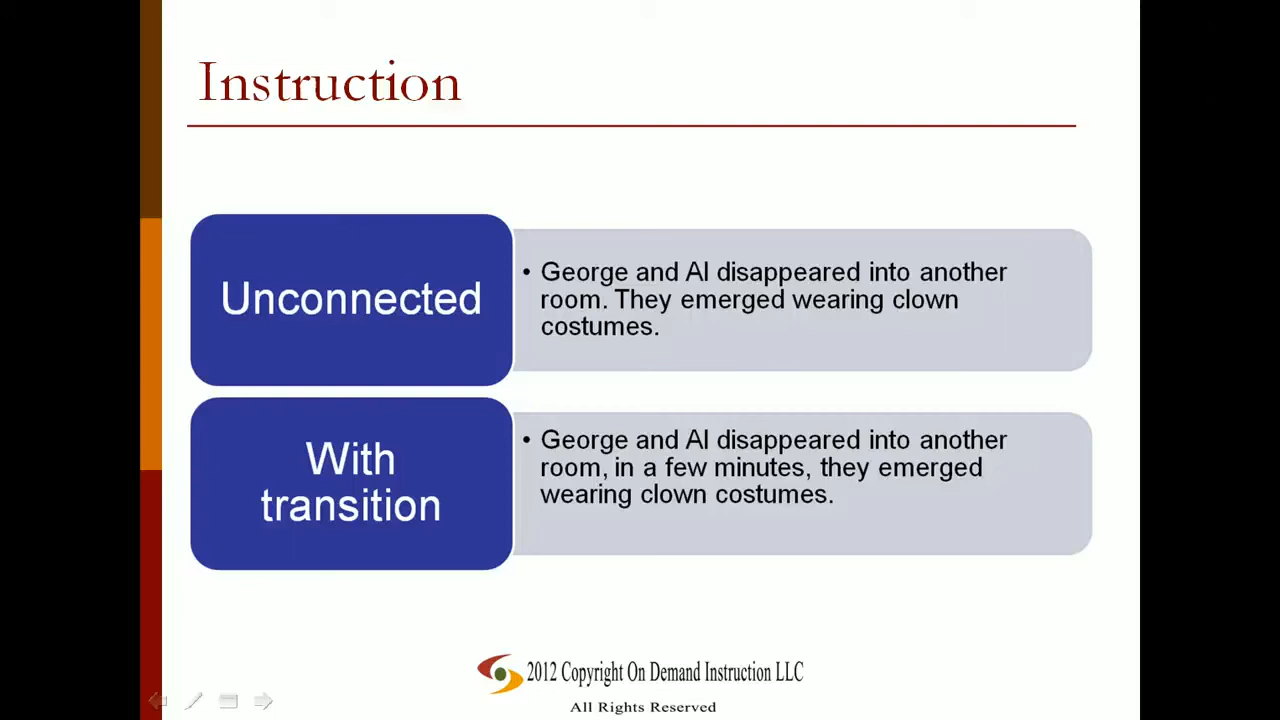 Instruction
Unconnected
• George and Al disappeared into another
room. They emerged wearing clown
costumes.
With
transition
• George and Al disappeared into another
room, in a few minutes, they emerged
wearing clown costumes.
2012 Copyright On Demand Instruction LLC
All Rights Reserved